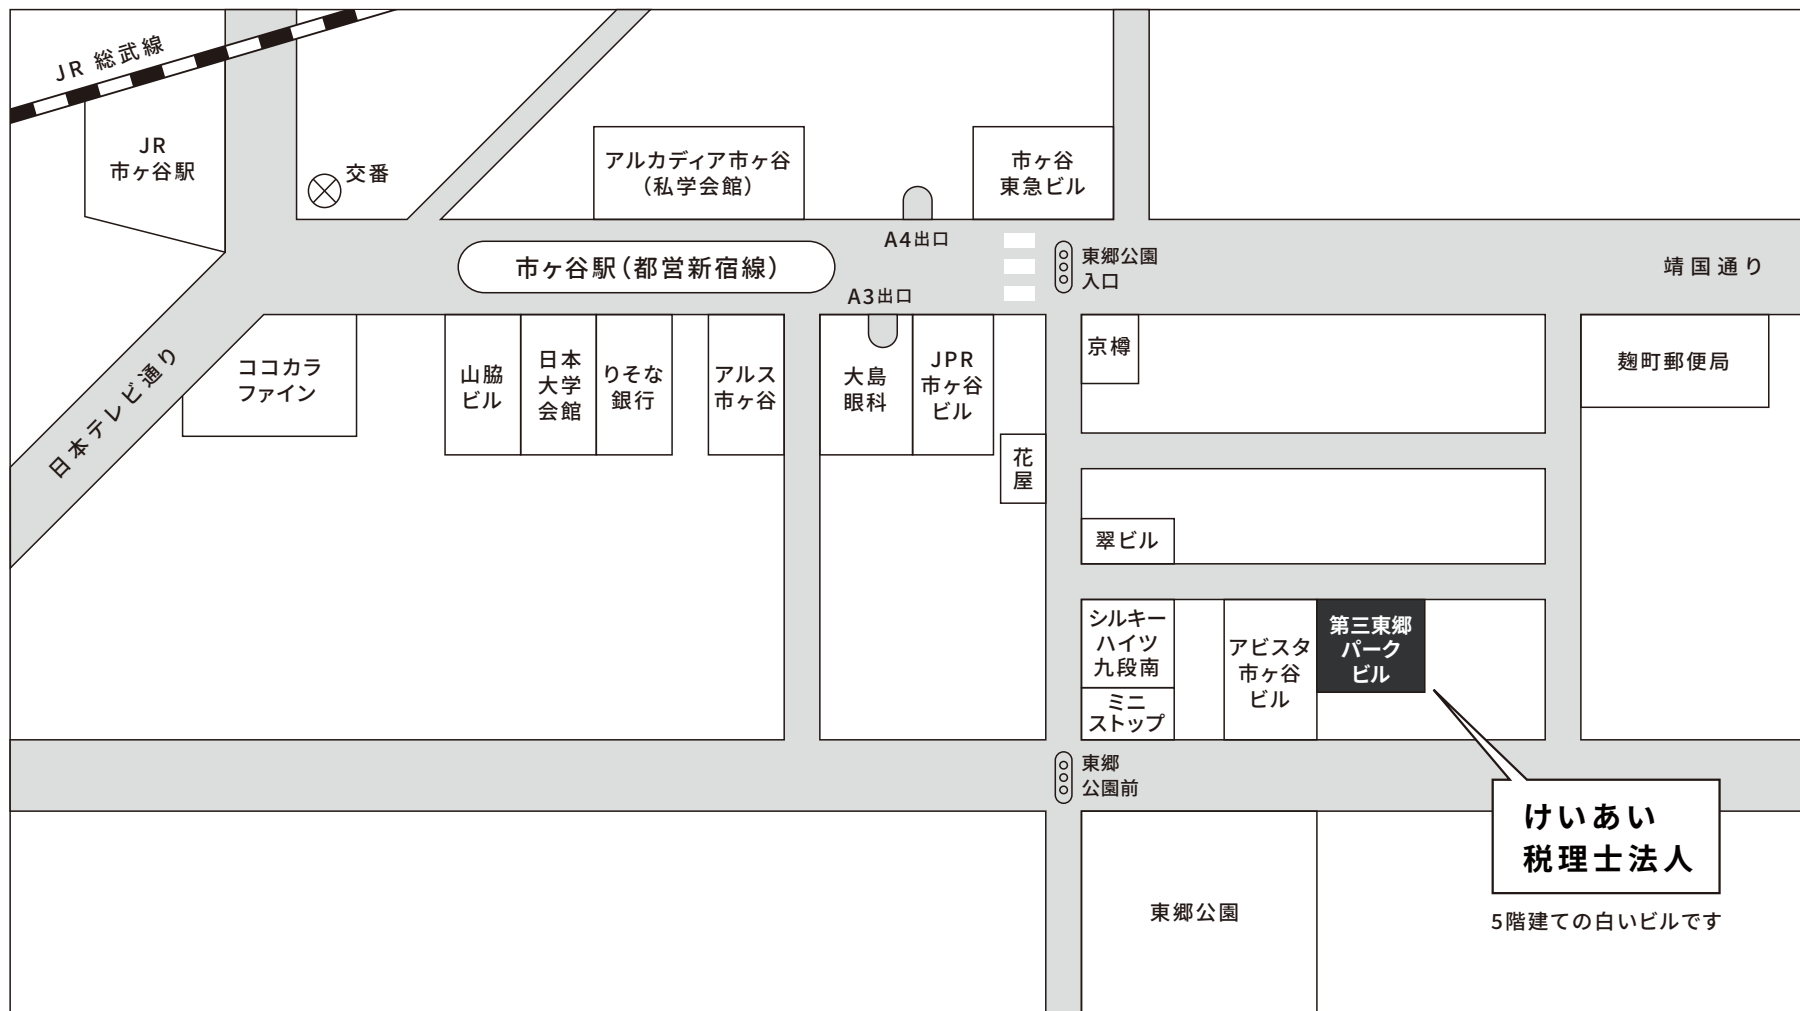 JR 総武線
JR
市ヶ谷駅
交番
アルカディア市ヶ谷
（私学会館）
市ヶ谷
東急ビル
A4出口
市ヶ谷駅（都営新宿線）
東郷公園
入口
靖国通り
A3出口
日本テレビ通り
ココカラ
ファイン
山脇
ビル
日本
大学
会館
りそな
銀行
アルス
市ヶ谷
大島
眼科
JPR
市ヶ谷
ビル
花
屋
京樽
麹町郵便局
翠ビル
シルキー
ハイツ
九段南
ミニ
ストップ
アビスタ
市ヶ谷
ビル
第三東郷
パーク
ビル
東郷
公園前
けいあい
税理士法人
5階建ての白いビルです
東郷公園